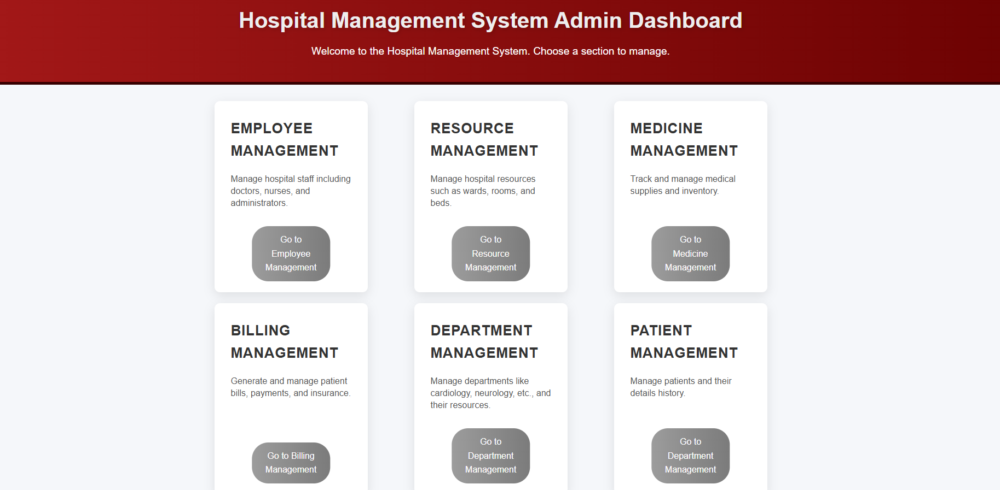 Hospital Management System Admin Dashboard
Welcome to the Hospital Management System. Choose a section to manage.
EMPLOYEE
MANAGEMENT
Manage hospital staff including
doctors, nurses, and
administrators.
Go to
Employee
Management
RESOURCE
MANAGEMENT
Manage hospital resources
such as wards, rooms, and
beds.
Go to
Resource
Management
MEDICINE
MANAGEMENT
Track and manage medical
supplies and inventory.
Go to
Medicine
Management
BILLING
MANAGEMENT
Generate and manage patient
bills, payments, and insurance.
Go to Billing
Management
DEPARTMENT
MANAGEMENT
Manage departments like
cardiology, neurology, etc., and
their resources.
Go to
Department
Management
PATIENT
MANAGEMENT
Manage patients and their
details history.
Go to
Department
Management